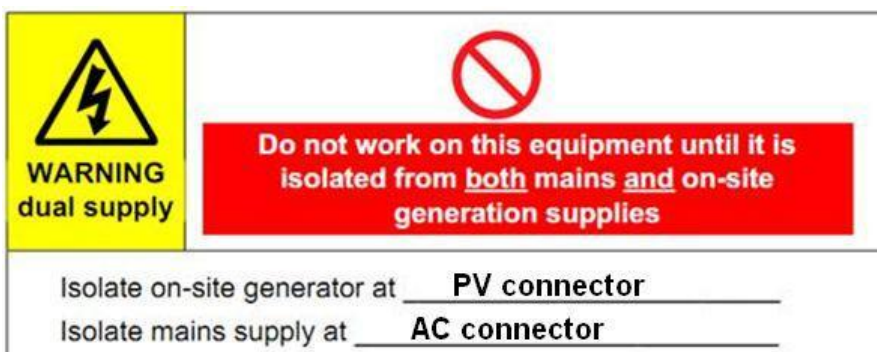 WARNING
dual supply
Do not work on this equipment until it is
isolated from both mains and on-site
generation supplies
Isolate on-site generator at PV connector
Isolate mains supply at AC connector